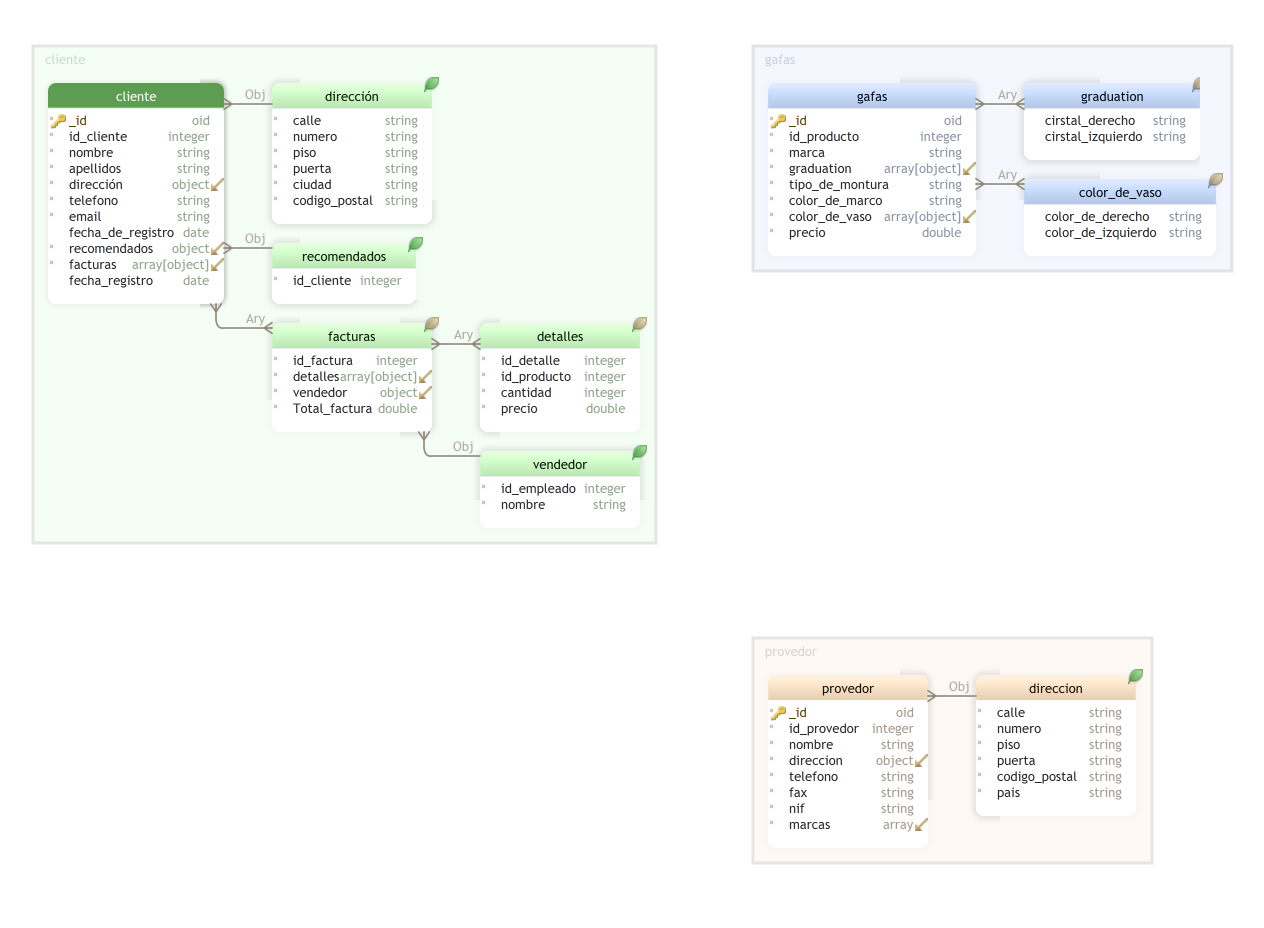 cliente
cliente
_id oid
id_cliente integer
nombre string
apellidos string
dirección object
telefono string
email string
fecha_de_registro date
recomendados object
facturas array[object]
fecha_registro date
Obj
dirección
calle string
numero string
piso string
puerta string
ciudad string
codigo_postal string
Obj
recomendados
id_cliente integer
Ary
facturas
id_factura integer
detalles array[object]
vendedor object
Total_factura double
Ary
detalles
id_detalle integer
id_producto integer
cantidad integer
precio double
Obj
vendedor
id_empleado integer
nombre string
gafas
gafas
_id oid
id_producto integer
marca string
graduation array[object]
tipo_de_montura string
color_de_marco string
color_de_vaso array[object]
precio double
Ary
graduation
cirstal_derecho string
cirstal_izquierdo string
Ary
color_de_vaso
color_de_derecho string
color_de_izquierdo string
provedor
provedor
_id oid
id_provedor integer
nombre string
direccion object
telefono string
fax string
nif string
marcas array
Obj
direccion
calle string
numero string
piso string
puerta string
codigo_postal string
pais string